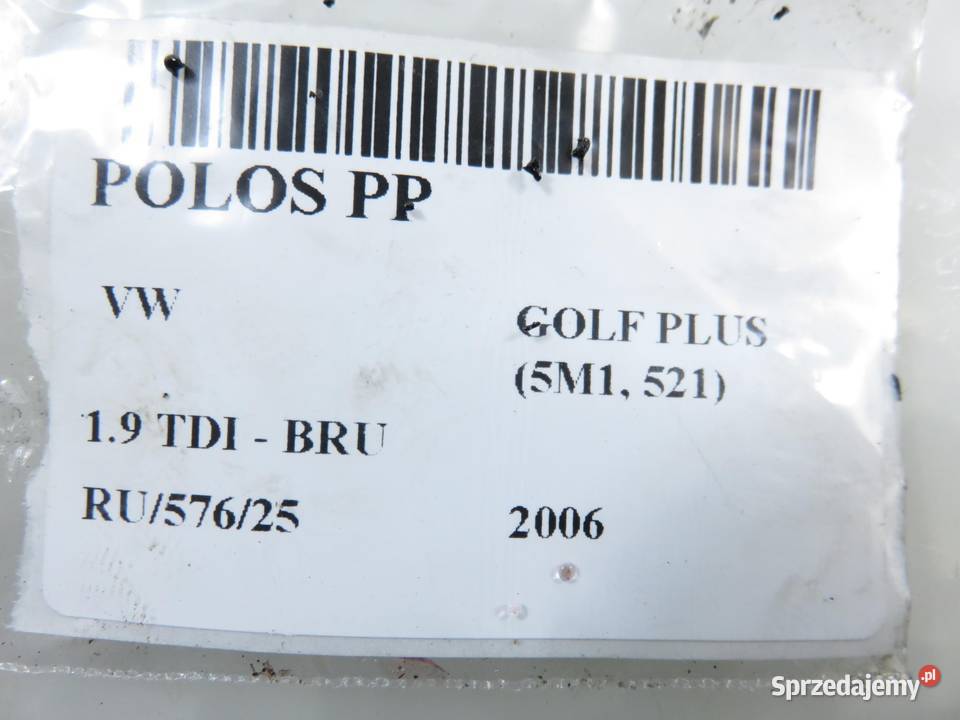 POLOS PP
VW
GOLF PLUS
(5M1, 521)
1.9 TDI - BRU
RU/576/25
2006
Sprzedajemy.pl